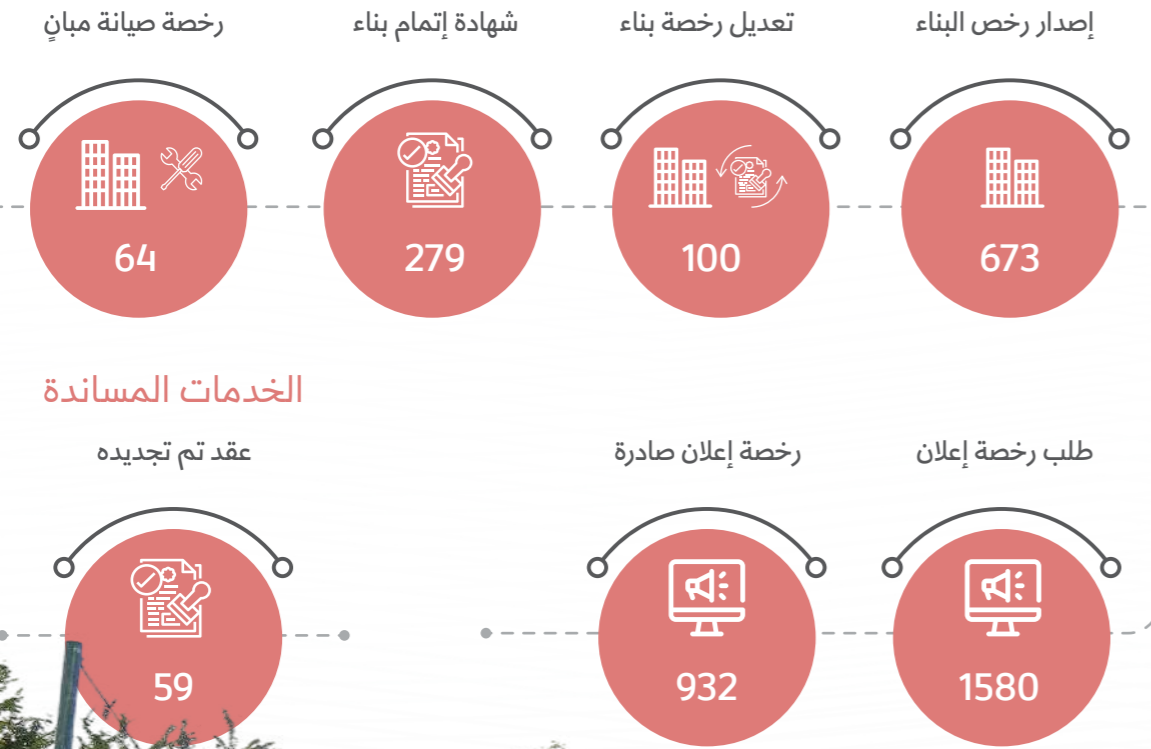 إصدار رخص البناء
تعديل رخصة بناء
شهادة إتمام بناء
رخصة صيانة مبانٍ
673
100
279
64
الخدمات المساندة
طلب رخصة إعلان
رخصة إعلان صادرة
عقد تم تجديده
1580
932
59